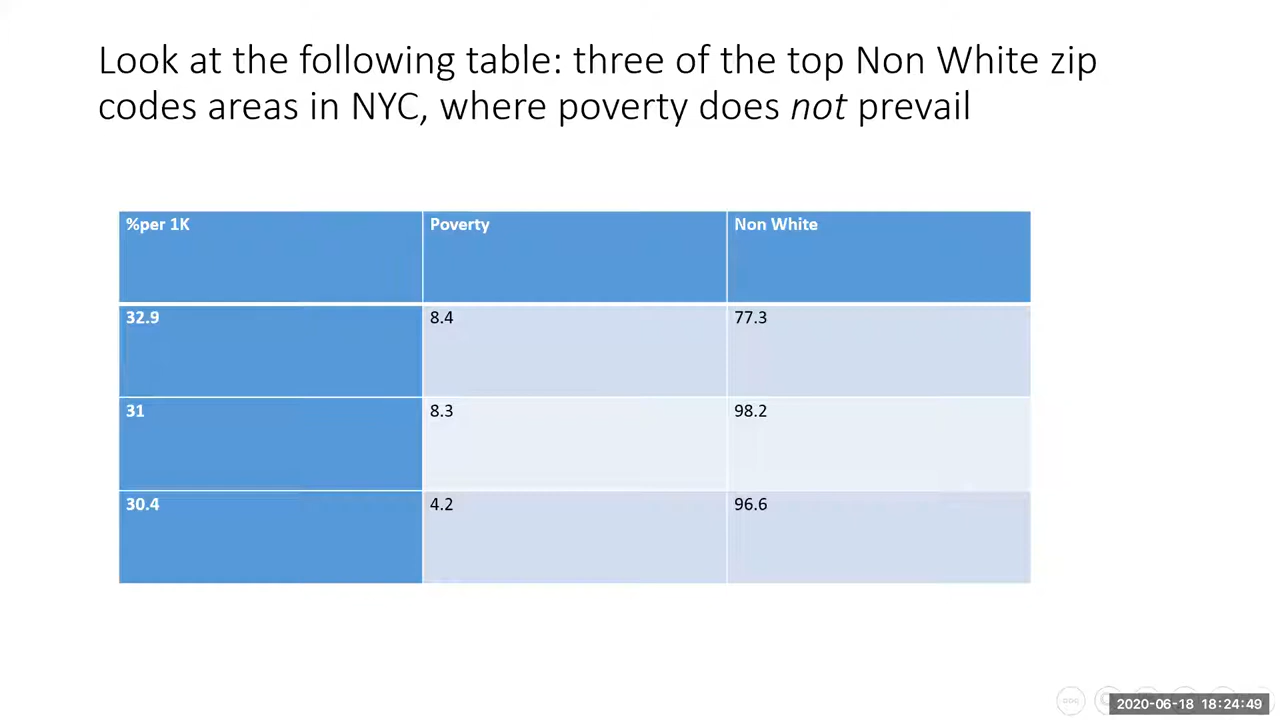 Look at the following table: three of the top Non White zip
codes areas in NYC, where poverty does not prevail
%per 1K Poverty Non White
32.9 8.4 77.3
31 8.3 98.2
30.4 4.2 96.6
2020-06-18 18:24:49